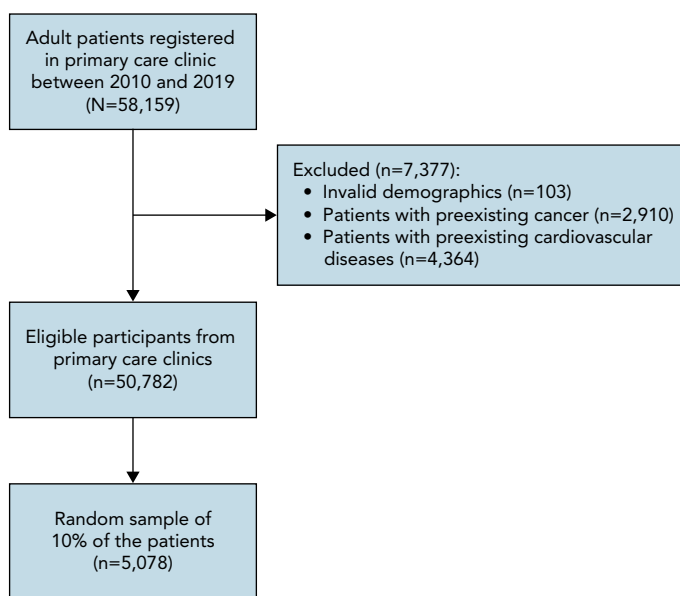 Adult patients registered
in primary care clinic
between 2010 and 2019
(N=58,159)
Excluded (n=7,377):
• Invalid demographics (n=103)
• Patients with preexisting cancer (n=2,910)
• Patients with preexisting cardiovascular
diseases (n=4,364)
Eligible participants from
primary care clinics
(n=50,782)
Random sample of
10% of the patients
(n=5,078)